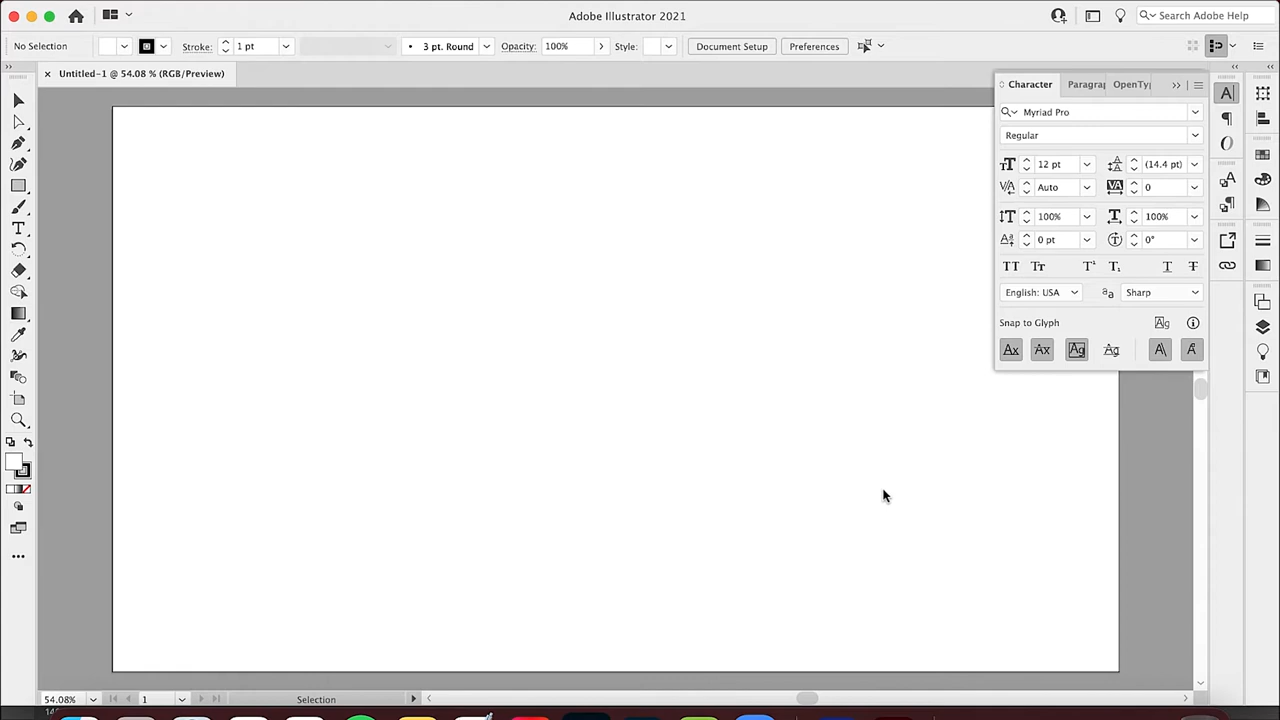 Adobe Illustrator 2021
Search Adobe Help
No Selection
Stroke:
1 pt
3 pt. Round
Opacity:
100%
Style:
Document Setup
Preferences
Untitled-1 @ 54.08 % (RGB/Preview)
Character
Paragrap
OpenTyp
Myriad Pro
Regular
12 pt
(14.4 pt)
Auto
0
100%
100%
0 pt
0°
English: USA
Sharp
Snap to Glyph
54.08%
1
Selection